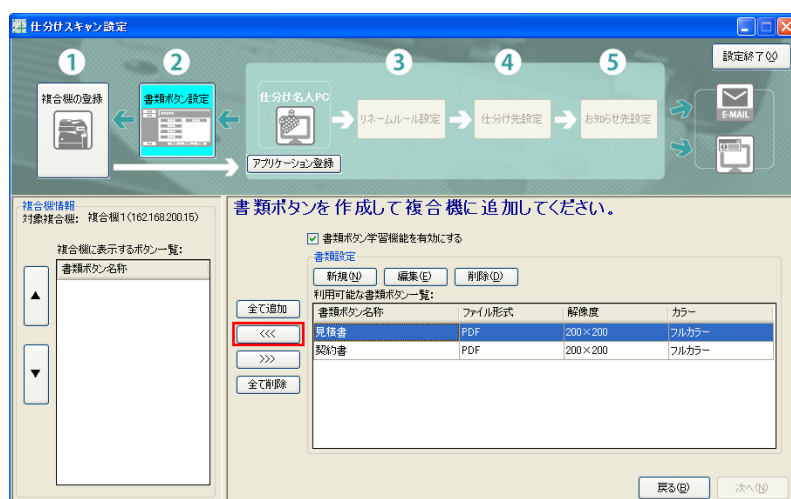 仕分けスキャン設定
設定終了(X)
1
2
3
4
5
複合機の登録
書類ボタン設定
仕分け名人PC
リネームルール設定
仕分け先設定
お知らせ先設定
E-MAIL
アプリケーション登録
複合機情報
対象複合機: 複合機1(162.168.200.15)
複合機に表示するボタン一覧:
書類ボタン名称
▲
▼
書類ボタンを作成して複合機に追加してください。
書類ボタン学習機能を有効にする
書類設定
新規(N) 編集(E) 削除(D)
利用可能な書類ボタン一覧:
全て追加
<<<
>>>
全て削除
書類ボタン名称 ファイル形式 解像度 カラー
見積書 PDF 200×200 フルカラー
契約書 PDF 200×200 フルカラー
戻る(B) 次へ(N)